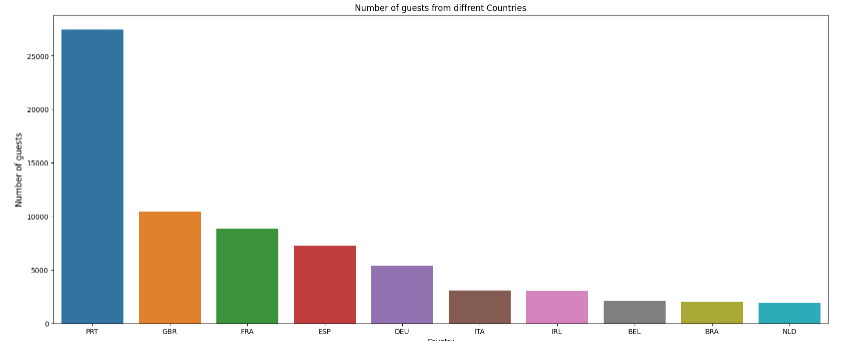 Number of guests from diffrent Countries
Number of guests
25000
20000
15000
10000
5000
0
PRT GBR FRA ESP DEU ITA IRL BEL BRA NLD